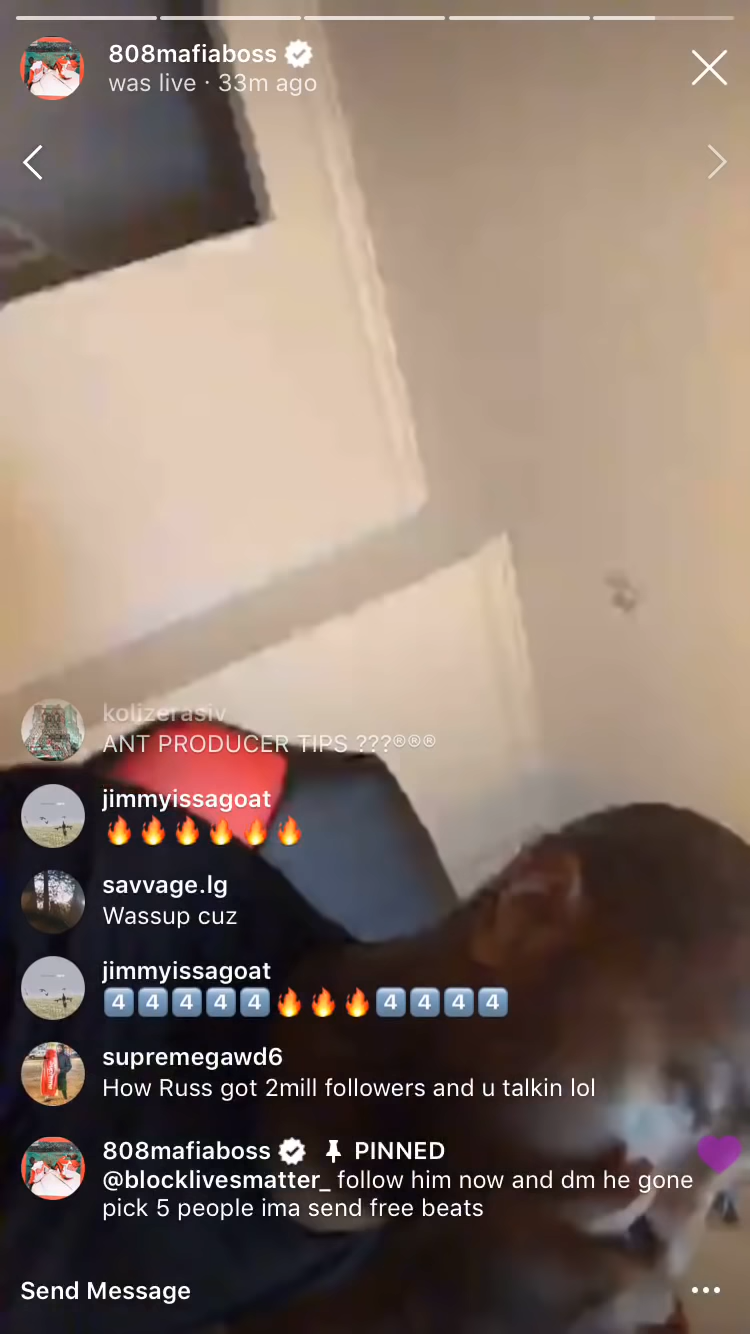 808mafiaboss
was live · 33m ago
kolizerasiv
ANT PRODUCER TIPS ???®®®
jimmyissagoat
🔥🔥🔥🔥🔥🔥
savvage.lg
Wassup cuz
jimmyissagoat
4️⃣4️⃣4️⃣4️⃣4️⃣🔥🔥🔥4️⃣4️⃣4️⃣4️⃣
supremegawd6
How Russ got 2mill followers and u talkin lol
808mafiaboss PINNED
@blocklivesmatter_ follow him now and dm he gone
pick 5 people ima send free beats
Send Message